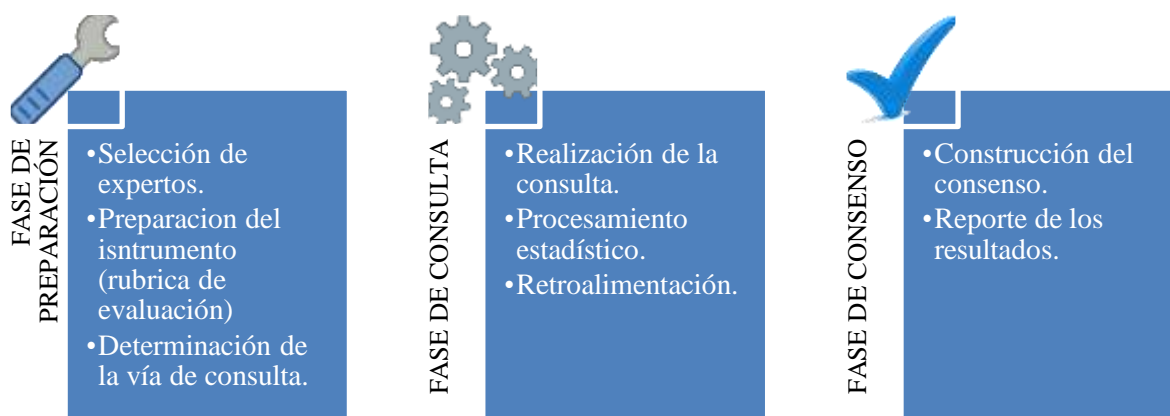 FASE DE
PREPARACIÓN
•Selección de
expertos.
•Preparacion del
isntrumento
(rubrica de
evaluación)
•Determinación de
la vía de consulta.
FASE DE CONSULTA
•Realización de la
consulta.
•Procesamiento
estadístico.
•Retroalimentación.
FASE DE CONSENSO
•Construcción del
consenso.
•Reporte de los
resultados.